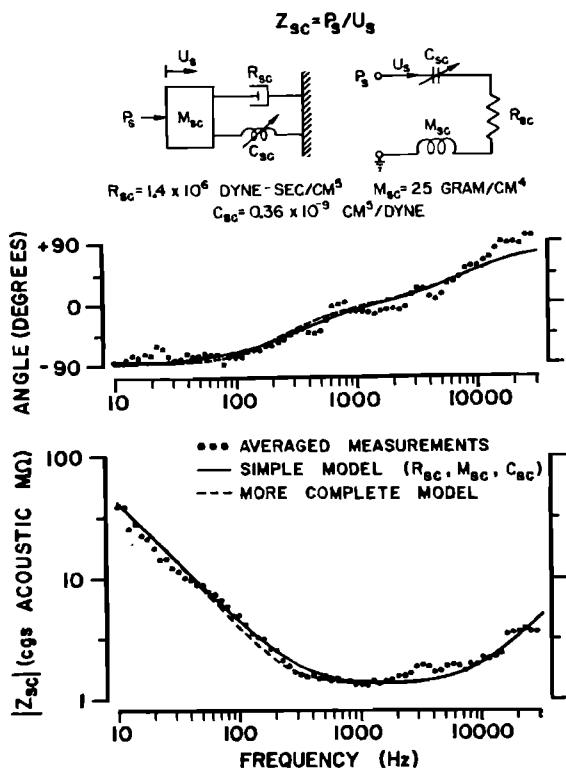 Z_SC = P_S/U_S
U_S
R_SC
P_S
M_SC
C_SC
P_S
U_S
C_SC
R_SC
M_SC
R_SC = 1.4 x 10^6 DYNE-SEC/CM^5 M_SC = 25 GRAM/CM^4
C_SC = 0.36 x 10^-9 CM^5/DYNE
ANGLE (DEGREES)
+90
0
-90
10 100 1000 10000
|Z_SC| (cgs ACOUSTIC MΩ)
100
10
1
AVERAGED MEASUREMENTS
SIMPLE MODEL (R_SC, M_SC, C_SC)
MORE COMPLETE MODEL
10 100 1000 10000
FREQUENCY (Hz)